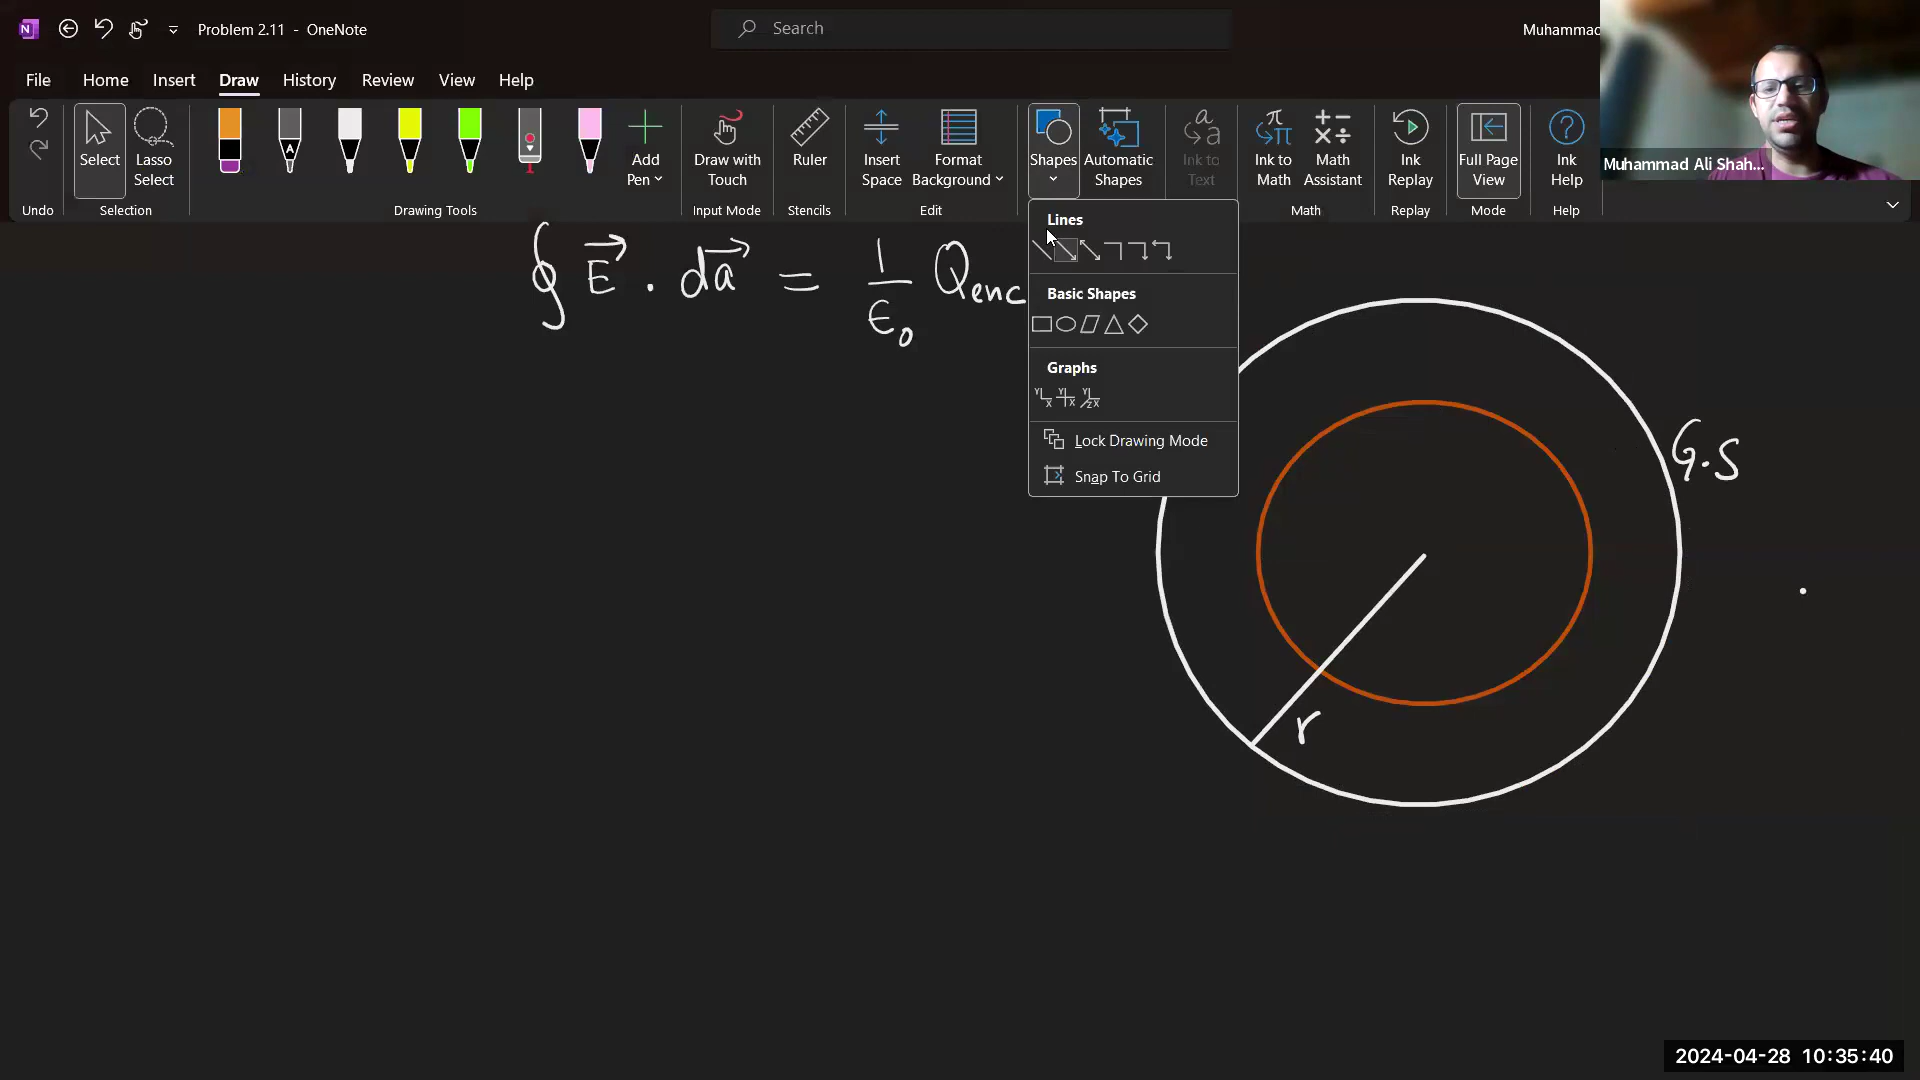 Problem 2.11 - OneNote
Search
Muhammad
File Home Insert Draw History Review View Help
Select
Lasso Select
Add Pen
Draw with Touch
Ruler
Insert Space
Format Background
Shapes
Automatic Shapes
Ink to Text
Ink to Math
Math Assistant
Ink Replay
Full Page View
Ink Help
Undo Selection Drawing Tools Input Mode Stencils Edit Math Replay Mode Help
Muhammad Ali Shah...
Lines
Basic Shapes
Graphs
Lock Drawing Mode
Snap To Grid
∮ E⃗ · da⃗ = 1/ϵ₀ Qenc
G.S
r
2024-04-28 10:35:40